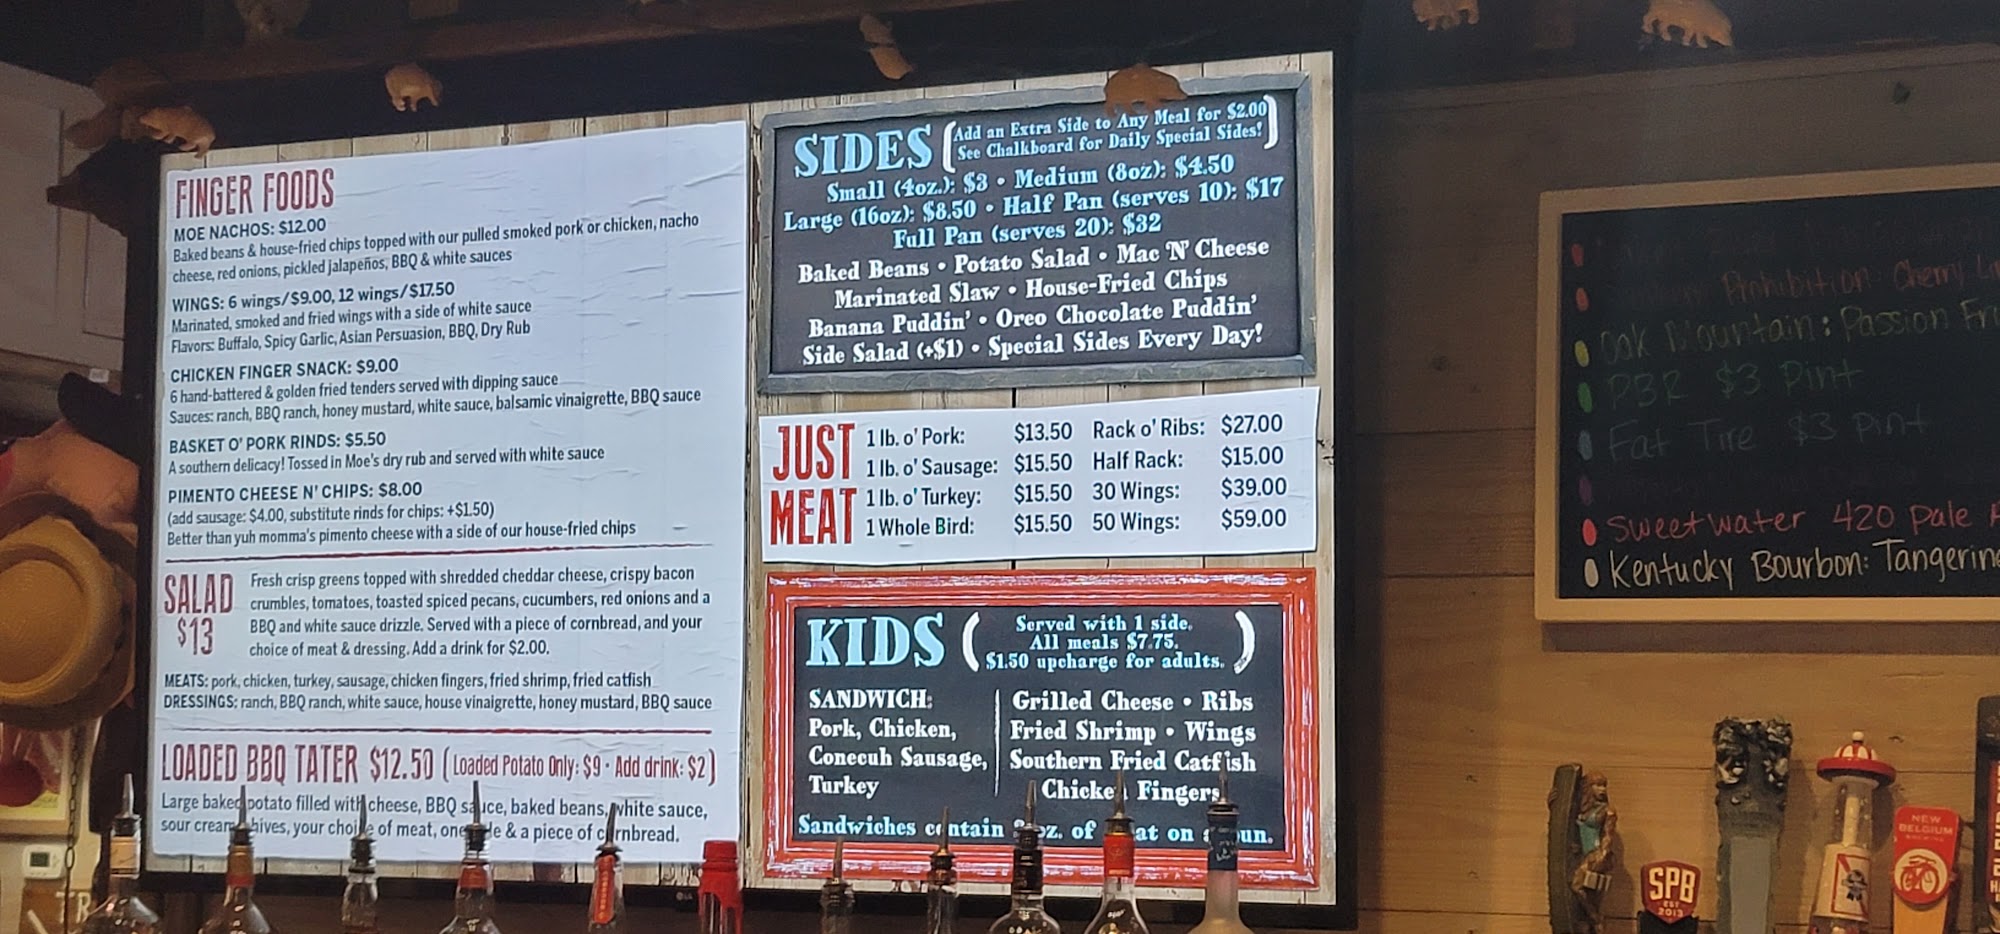 FINGER FOODS
MOE NACHOS: $12.00
Baked beans & house-fried chips topped with our pulled smoked pork or chicken, nacho
cheese, red onions, pickled jalapeños, BBQ & white sauces
WINGS: 6 wings/$9.00, 12 wings/$17.50
Marinated, smoked and fried wings with a side of white sauce
Flavors: Buffalo, Spicy Garlic, Asian Persuasion, BBQ, Dry Rub
CHICKEN FINGER SNACK: $9.00
6 hand-battered & golden fried tenders served with dipping sauce
Sauces: ranch, BBQ ranch, honey mustard, white sauce, balsamic vinaigrette, BBQ sauce
BASKET O' PORK RINDS: $5.50
A southern delicacy! Tossed in Moe's dry rub and served with white sauce
PIMENTO CHEESE N' CHIPS: $8.00
(add sausage: $4.00, substitute rinds for chips: +$1.50)
Better than yuh momma's pimento cheese with a side of our house-fried chips
SALAD
$13
Fresh crisp greens topped with shredded cheddar cheese, crispy bacon
crumbles, tomatoes, toasted spiced pecans, cucumbers, red onions and a
BBQ and white sauce drizzle. Served with a piece of cornbread, and your
choice of meat & dressing. Add a drink for $2.00.
MEATS: pork, chicken, turkey, sausage, chicken fingers, fried shrimp, fried catfish
DRESSINGS: ranch, BBQ ranch, white sauce, house vinaigrette, honey mustard, BBQ sauce
LOADED BBQ TATER $12.50 (Loaded Potato Only: $9 · Add drink: $2)
Large baked potato filled with cheese, BBQ sauce, baked beans, white sauce,
sour cream, chives, your choice of meat, one side & a piece of cornbread.
SIDES
(Add an Extra Side to Any Meal for $2.00
See Chalkboard for Daily Special Sides!)
Small (4oz.): $3 • Medium (8oz): $4.50
Large (16oz): $8.50 • Half Pan (serves 10): $17
Full Pan (serves 20): $32
Baked Beans • Potato Salad • Mac 'N' Cheese
Marinated Slaw • House-Fried Chips
Banana Puddin' • Oreo Chocolate Puddin'
Side Salad (+$1) • Special Sides Every Day!
JUST
MEAT
1 lb. o' Pork: $13.50 Rack o' Ribs: $27.00
1 lb. o' Sausage: $15.50 Half Rack: $15.00
1 lb. o' Turkey: $15.50 30 Wings: $39.00
1 Whole Bird: $15.50 50 Wings: $59.00
KIDS
(Served with 1 side.
All meals $7.75.
$1.50 upcharge for adults.)
SANDWICH:
Pork, Chicken,
Conecuh Sausage,
Turkey
Grilled Cheese • Ribs
Fried Shrimp • Wings
Southern Fried Catfish
Chicken Fingers
Sandwiches contain oz. of meat on a bun.
LG
Prohibition: Cherry
Oak Mountain: Passion
PBR $3 Pint
Fat Tire $3 Pint
Sweetwater 420 Pale
Kentucky Bourbon: Tangerin
SPB
EST
2013
NEW
BELGIUM